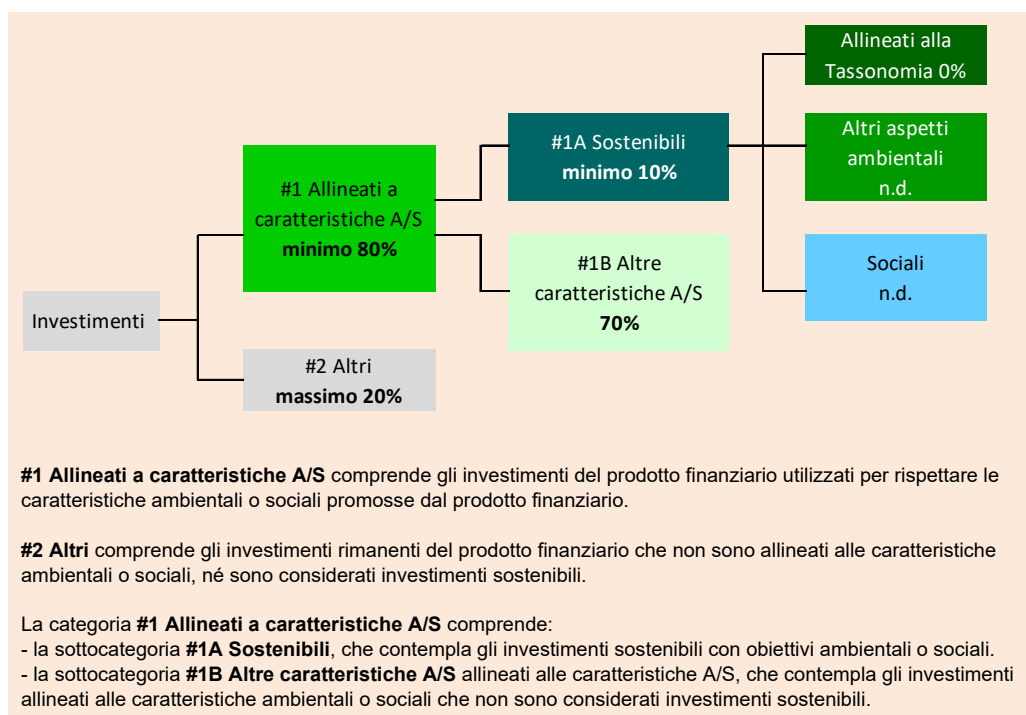 Investimenti
#1 Allineati a
caratteristiche A/S
minimo 80%
#2 Altri
massimo 20%
#1A Sostenibili
minimo 10%
#1B Altre
caratteristiche A/S
70%
Allineati alla
Tassonomia 0%
Altri aspetti
ambientali
n.d.
Sociali
n.d.
#1 Allineati a caratteristiche A/S comprende gli investimenti del prodotto finanziario utilizzati per rispettare le
caratteristiche ambientali o sociali promosse dal prodotto finanziario.
#2 Altri comprende gli investimenti rimanenti del prodotto finanziario che non sono allineati alle caratteristiche
ambientali o sociali, né sono considerati investimenti sostenibili.
La categoria #1 Allineati a caratteristiche A/S comprende:
- la sottocategoria #1A Sostenibili, che contempla gli investimenti sostenibili con obiettivi ambientali o sociali.
- la sottocategoria #1B Altre caratteristiche A/S allineati alle caratteristiche A/S, che contempla gli investimenti
allineati alle caratteristiche ambientali o sociali che non sono considerati investimenti sostenibili.